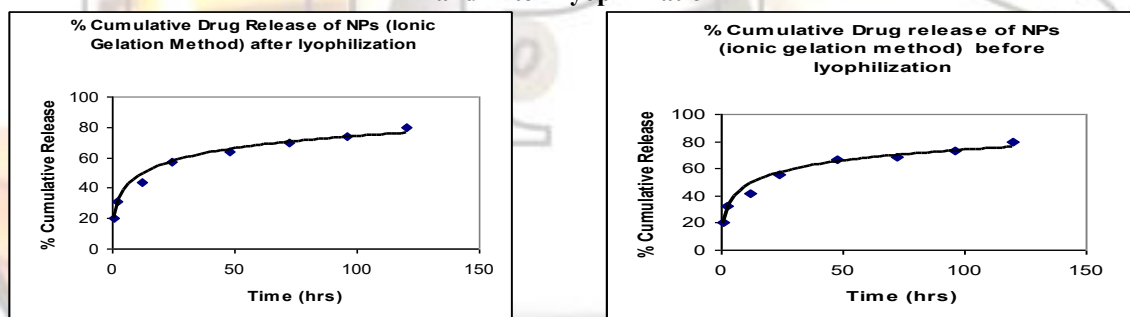 % Cumulative Drug Release of NPs (Ionic
Gelation Method) after lyophilization
100
80
60
40
20
0
% Cumulative Release
0 50 100 150
Time (hrs)
% Cumulative Drug release of NPs
(ionic gelation method) before
lyophilization
100
80
60
40
20
0
% Cumulative Release
0 50 100 150
Time (hrs)